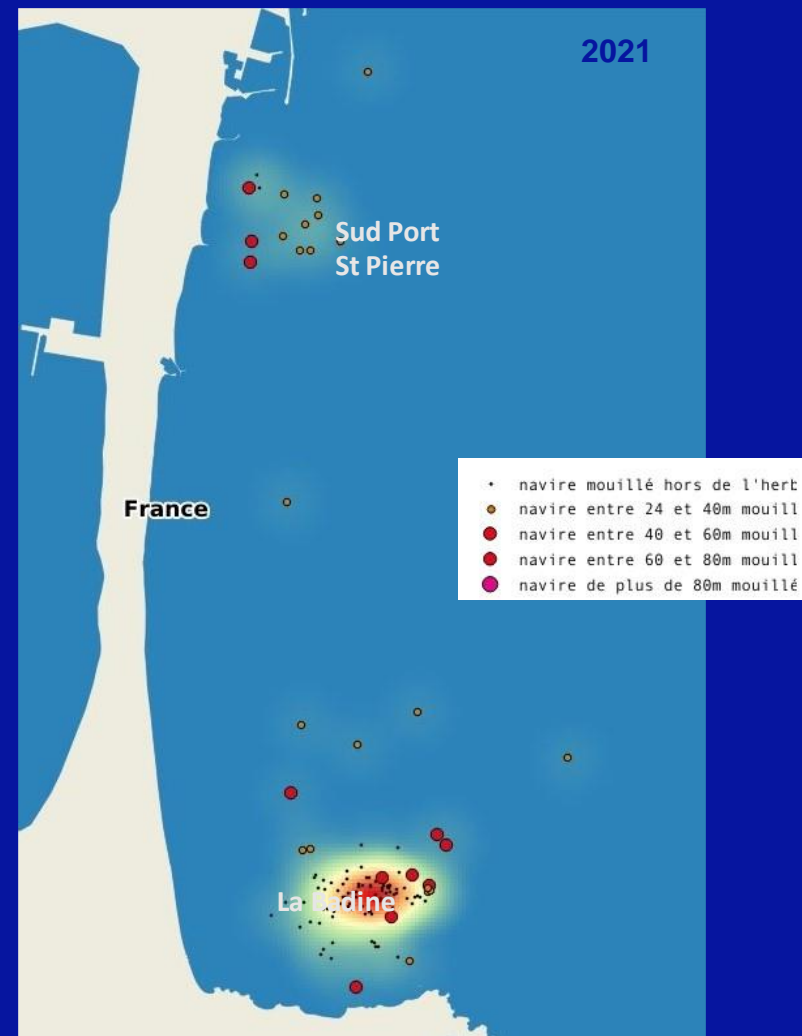 2021
Sud Port
St Pierre
France
navire mouillé hors de l'herb
navire entre 24 et 40m mouill
navire entre 40 et 60m mouill
navire entre 60 et 80m mouill
navire de plus de 80m mouillé
La Badine